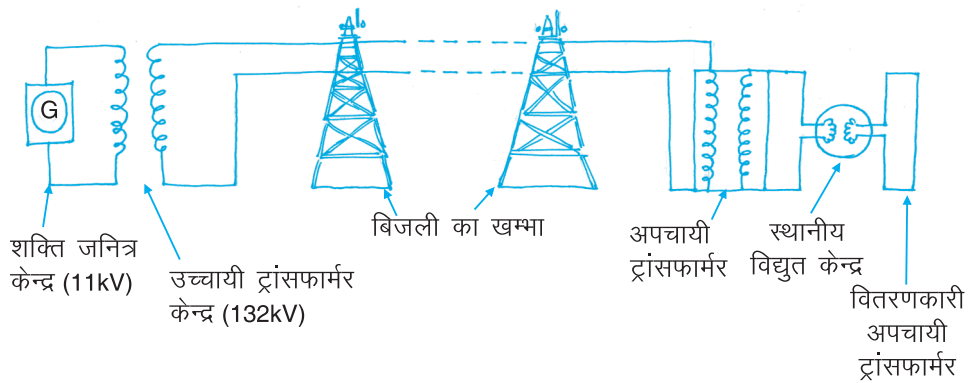 G
शक्ति जनित्र
केन्द्र (11kV)
उच्चायी ट्रांसफार्मर
केन्द्र (132kV)
बिजली का खम्भा
अपचायी
ट्रांसफार्मर
स्थानीय
विद्युत केन्द्र
वितरणकारी
अपचायी
ट्रांसफार्मर